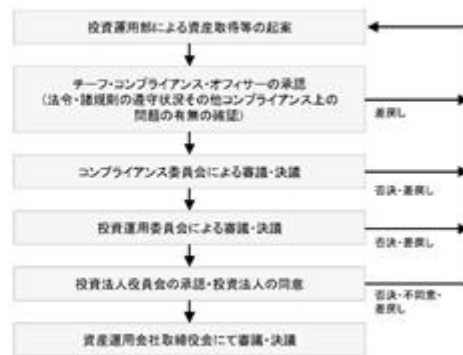 投資運用部による資産取得等の起案
チーフ・コンプライアンス・オフィサーの承認
(法令・諸規則の遵守状況その他コンプライアンス上の
問題の有無の確認)
差戻し
コンプライアンス委員会による審議・決議
否決・差戻し
投資運用委員会による審議・決議
否決・差戻し
投資法人役員会の承認・投資法人の同意
否決・不同意・
差戻し
資産運用会社取締役会にて審議・決議